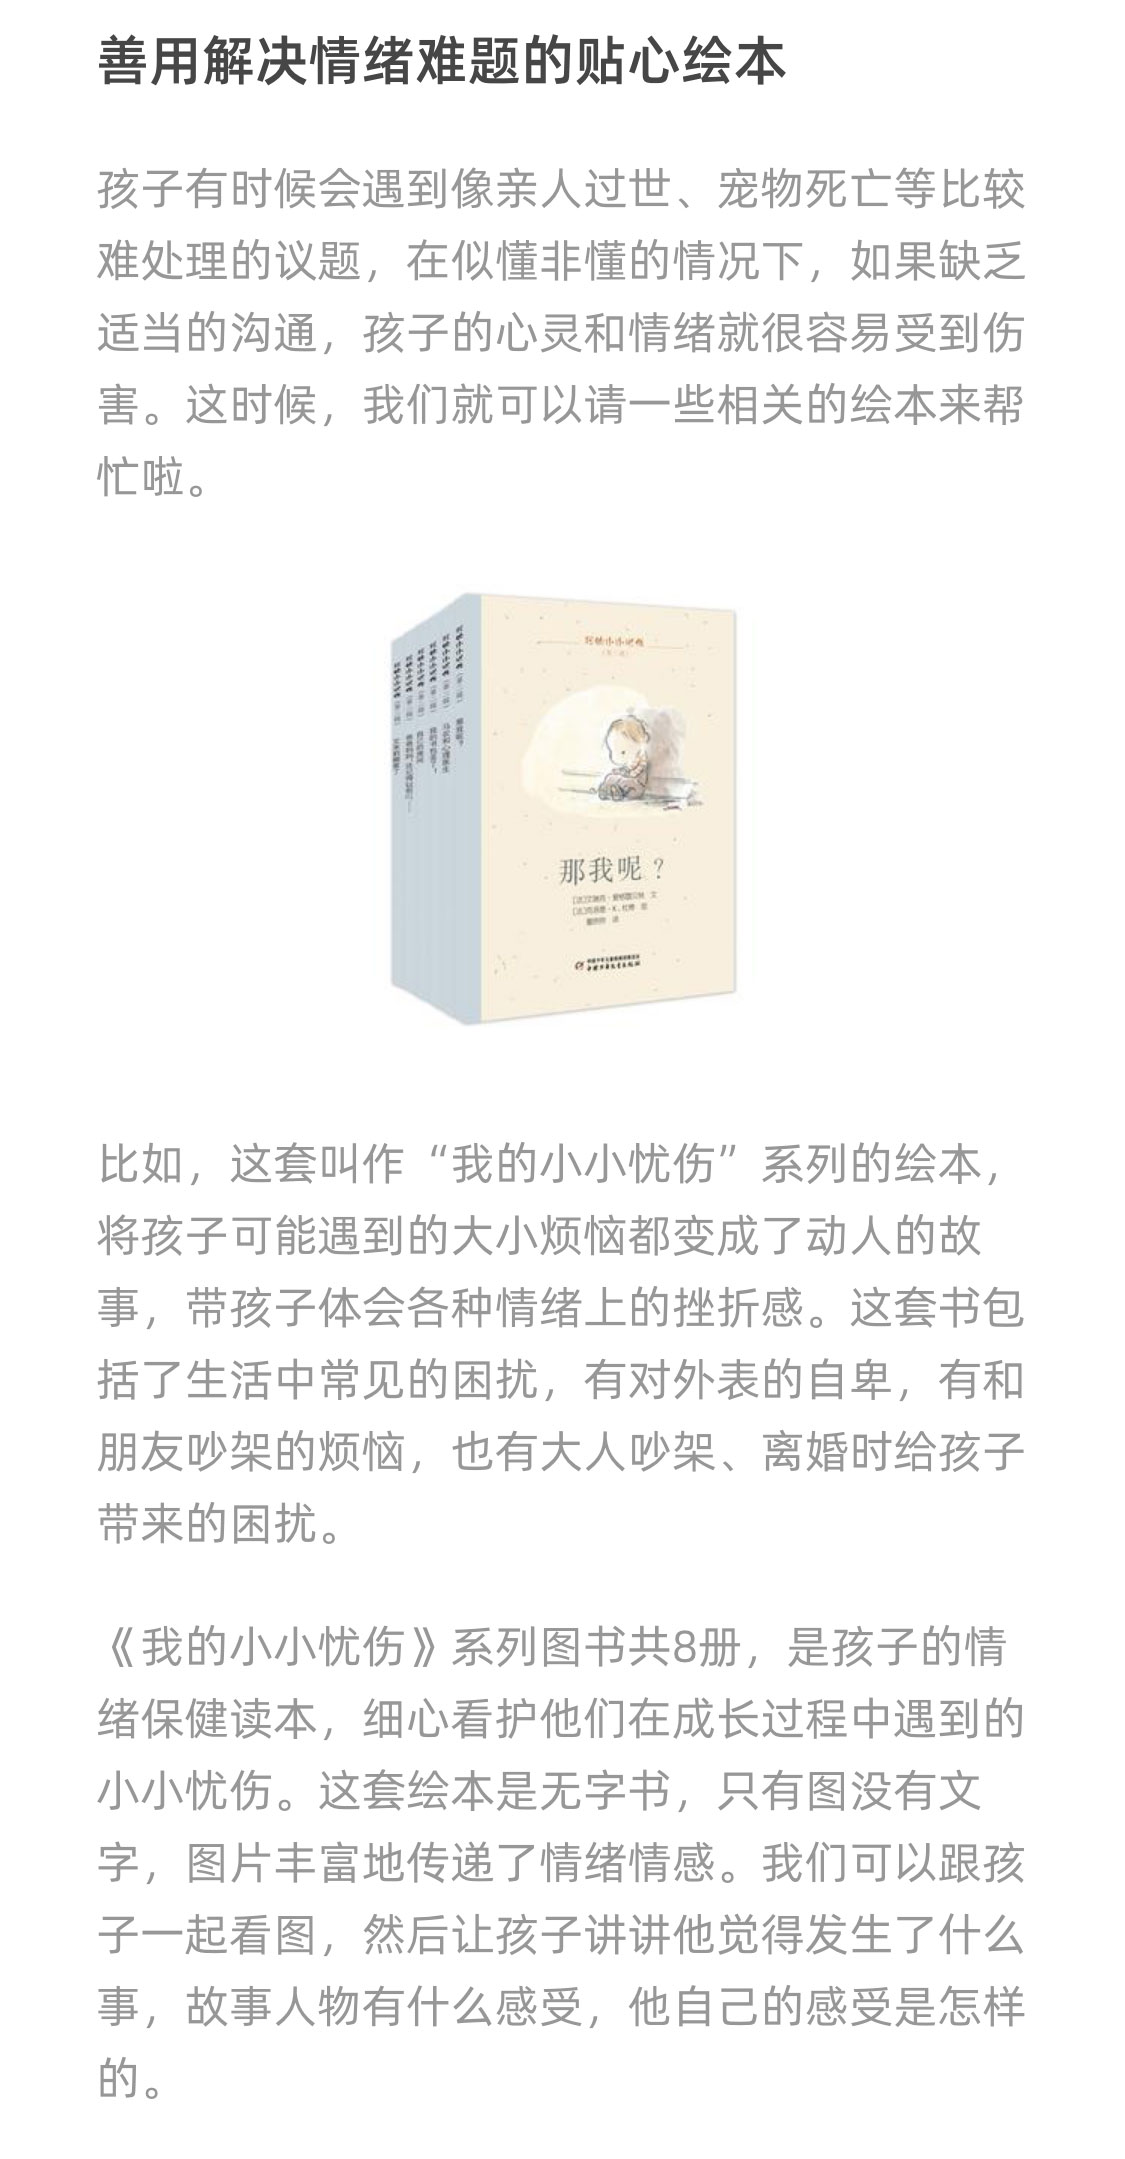 善用解决情绪难题的贴心绘本
孩子有时候会遇到像亲人过世、宠物死亡等比较
难处理的议题，在似懂非懂的情况下，如果缺乏
适当的沟通，孩子的心灵和情绪就很容易受到伤
害。这时候，我们就可以请一些相关的绘本来帮
忙啦。
那我呢？
比如，这套叫作“我的小小忧伤”系列的绘本，
将孩子可能遇到的大小烦恼都变成了动人的故
事，带孩子体会各种情绪上的挫折感。这套书包
括了生活中常见的困扰，有对外表的自卑，有和
朋友吵架的烦恼，也有大人吵架、离婚时给孩子
带来的困扰。
《我的小小忧伤》系列图书共8册，是孩子的情
绪保健读本，细心看护他们在成长过程中遇到的
小小忧伤。这套绘本是无字书，只有图没有文
字，图片丰富地传递了情绪情感。我们可以跟孩
子一起看图，然后让孩子讲讲他觉得发生了什么
事，故事人物有什么感受，他自己的感受是怎样
的。